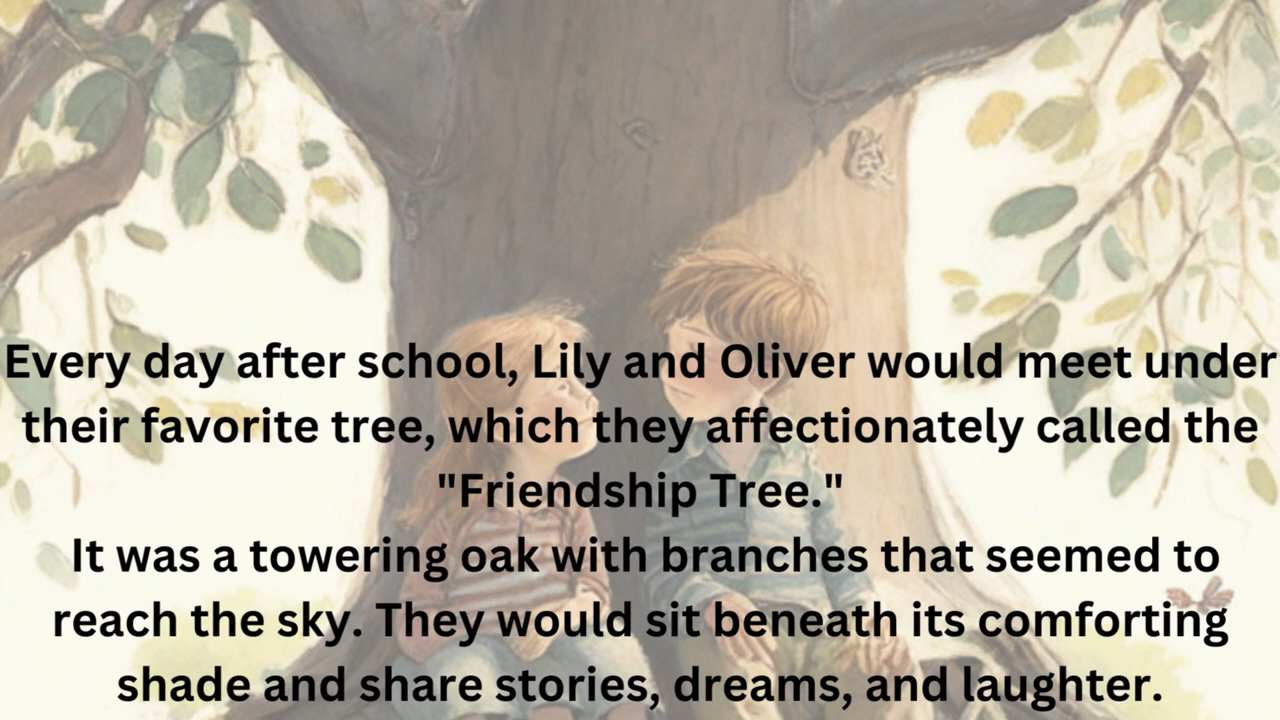 Every day after school, Lily and Oliver would meet under
their favorite tree, which they affectionately called the
"Friendship Tree."
It was a towering oak with branches that seemed to
reach the sky. They would sit beneath its comforting
shade and share stories, dreams, and laughter.